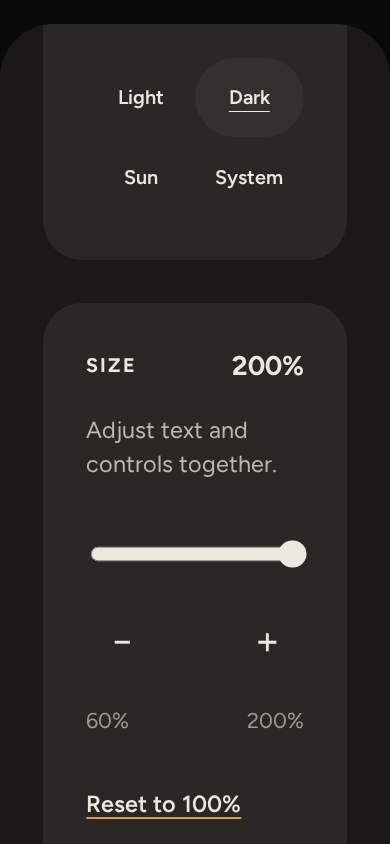 Light Dark
Sun System
SIZE 200%
Adjust text and
controls together.
− +
60% 200%
Reset to 100%